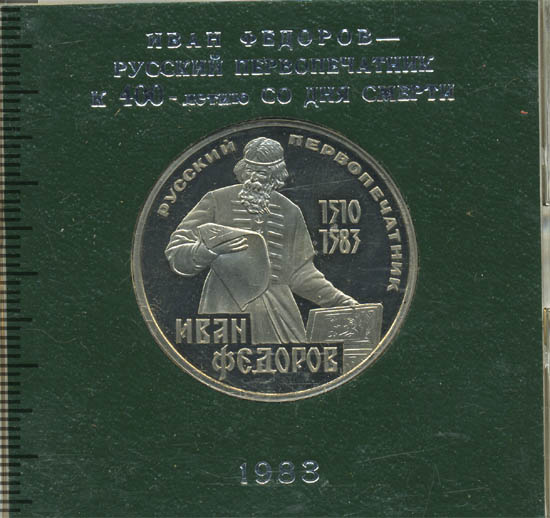 ИВАН ФЕДОРОВ—
РУССКИЙ ПЕРВОПЕЧАТНИК
К 400-летию СО ДНЯ СМЕРТИ
РУССКИЙ ПЕРВОПЕЧАТНИК
1510
1583
ИВАН
ФЕДОРОВ
1983